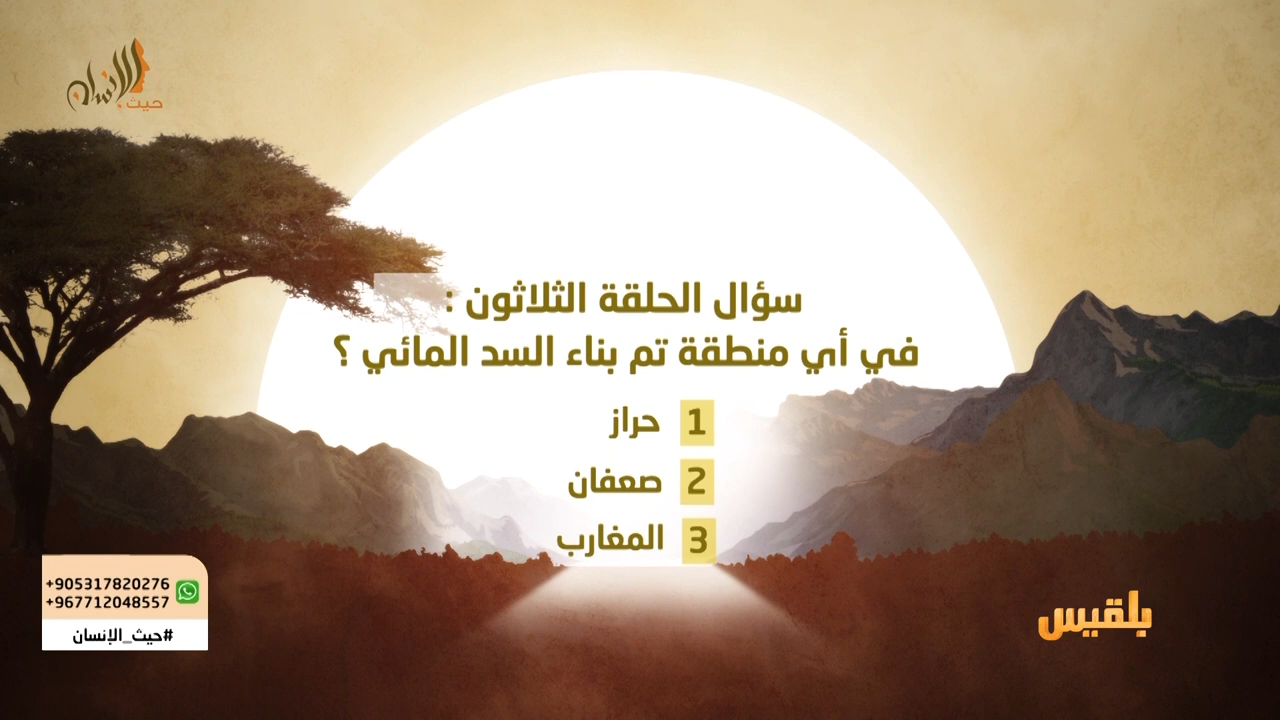 حيث الإنسان
سؤال الحلقة الثلاثون :
في أي منطقة تم بناء السد المائي ؟
1 حراز
2 صعفان
3 المغارب
+905317820276
+967712048557
#حيث_الإنسان
بلقيس